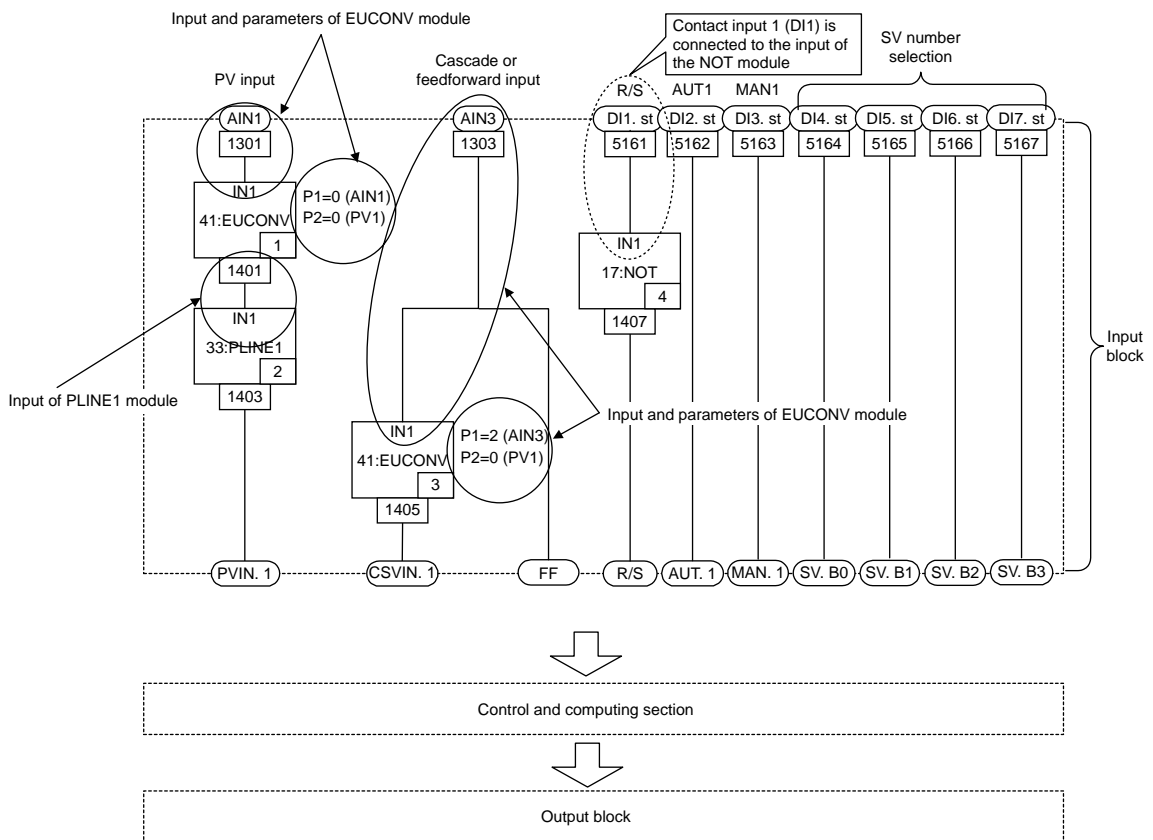 Input and parameters of EUCONV module
Contact input 1 (DI1) is
connected to the input of
the NOT module
SV number
selection
PV input
Cascade or
feedforward input
R/S
AUT1
MAN1
AIN1
AIN3
DI1. st
DI2. st
DI3. st
DI4. st
DI5. st
DI6. st
DI7. st
1301
1303
5161
5162
5163
5164
5165
5166
5167
IN1
41:EUCONV
1
P1=0 (AIN1)
P2=0 (PV1)
1401
IN1
17:NOT
4
1407
IN1
33:PLINE1
2
1403
Input
block
Input of PLINE1 module
Input and parameters of EUCONV module
IN1
41:EUCONV
3
P1=2 (AIN3)
P2=0 (PV1)
1405
PVIN. 1
CSVIN. 1
FF
R/S
AUT. 1
MAN. 1
SV. B0
SV. B1
SV. B2
SV. B3
Control and computing section
Output block